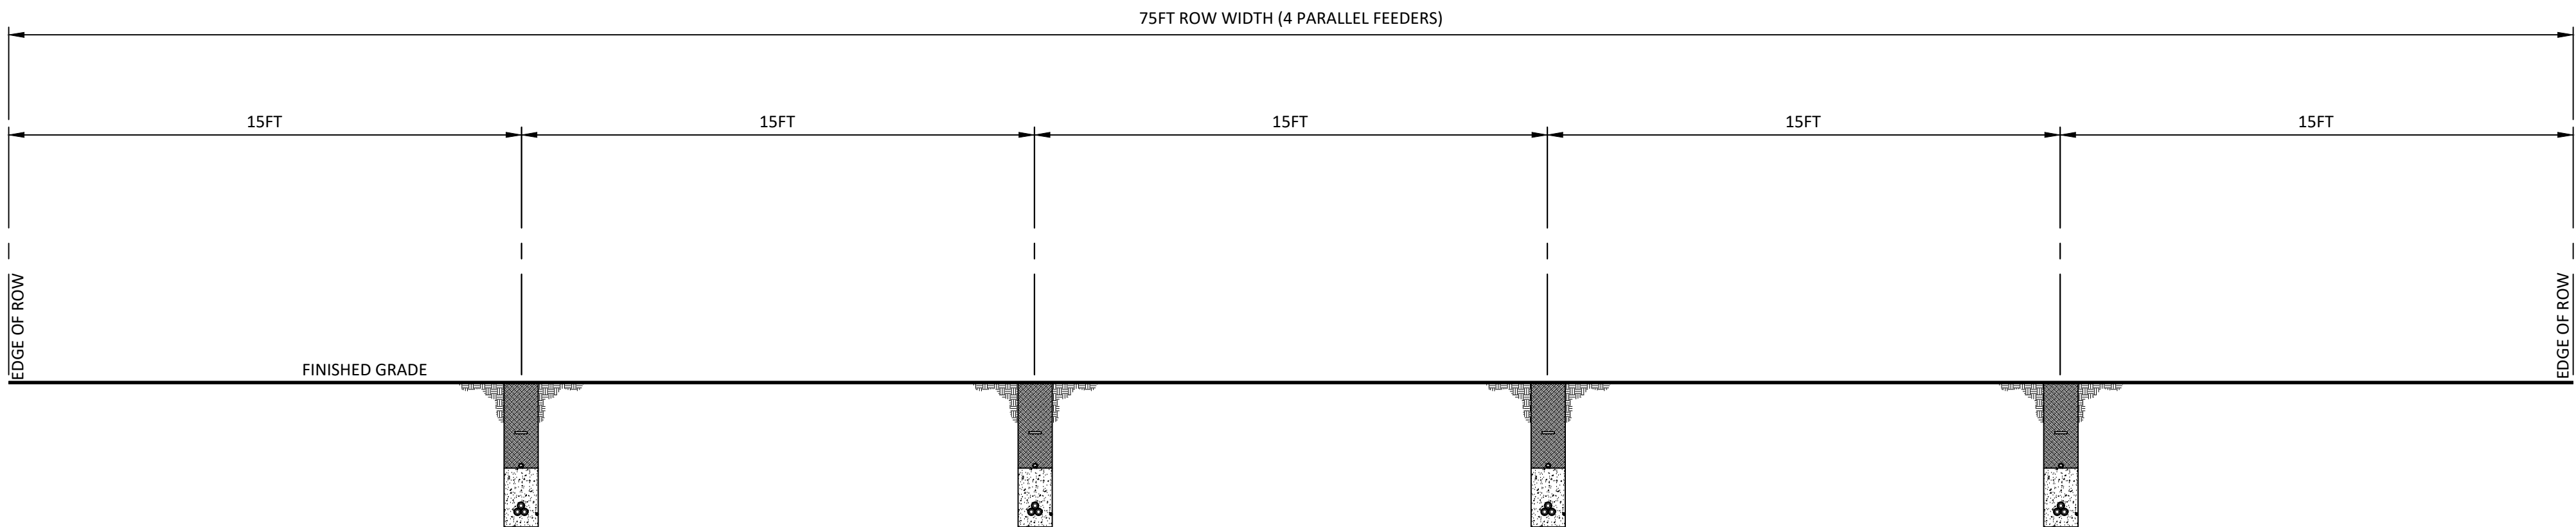 75FT ROW WIDTH (4 PARALLEL FEEDERS)
15FT
15FT
15FT
15FT
15FT
EDGE OF ROW
FINISHED GRADE
EDGE OF ROW